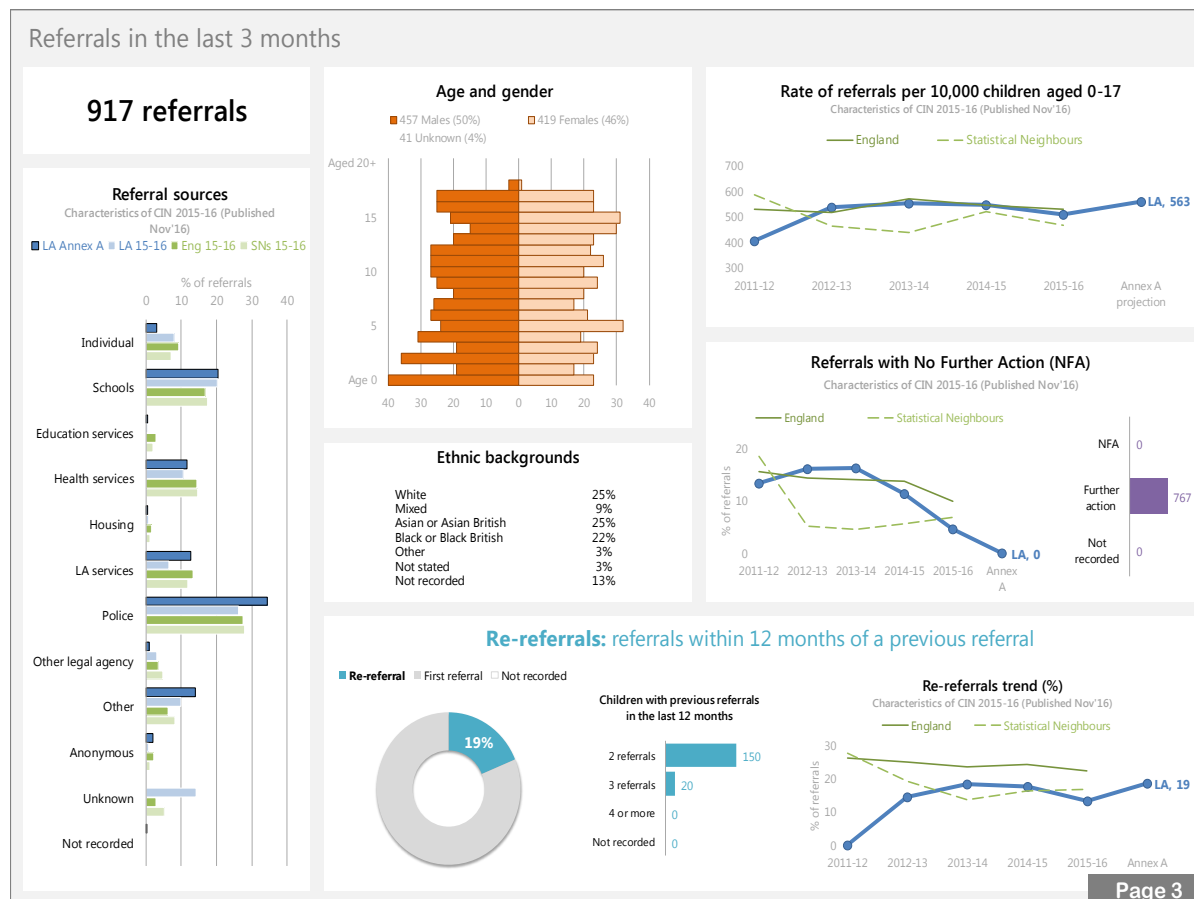 Referrals in the last 3 months
917 referrals
Referral sources
Characteristics of CIN 2015-16 (Published
Nov'16)
LA Annex A LA 15-16 Eng 15-16 SNs 15-16
% of referrals
0 10 20 30 40
Individual
Schools
Education services
Health services
Housing
LA services
Police
Other legal agency
Other
Anonymous
Unknown
Not recorded
Age and gender
457 Males (50%) 419 Females (46%)
41 Unknown (4%)
Aged 20+
15
10
5
Age 0
40 30 20 10 0 10 20 30 40
Ethnic backgrounds
White 25%
Mixed 9%
Asian or Asian British 25%
Black or Black British 22%
Other 3%
Not stated 3%
Not recorded 13%
Rate of referrals per 10,000 children aged 0-17
Characteristics of CIN 2015-16 (Published Nov'16)
England Statistical Neighbours
700
600
500
400
300
LA, 563
2011-12 2012-13 2013-14 2014-15 2015-16 Annex A
projection
Referrals with No Further Action (NFA)
Characteristics of CIN 2015-16 (Published Nov'16)
England Statistical Neighbours
% of referrals
20
10
0
LA, 0
2011-12 2012-13 2013-14 2014-15 2015-16 Annex
A
NFA 0
Further
action 767
Not
recorded 0
Re-referrals: referrals within 12 months of a previous referral
Re-referral First referral Not recorded
19%
Children with previous referrals
in the last 12 months
2 referrals 150
3 referrals 20
4 or more 0
Not recorded 0
Re-referrals trend (%)
Characteristics of CIN 2015-16 (Published Nov'16)
England Statistical Neighbours
% of referrals
30
20
10
0
LA, 19
2011-12 2012-13 2013-14 2014-15 2015-16 Annex A
Page 3